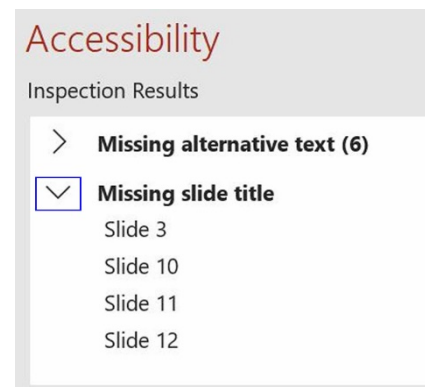 Accessibility
Inspection Results
Missing alternative text (6)
Missing slide title
Slide 3
Slide 10
Slide 11
Slide 12